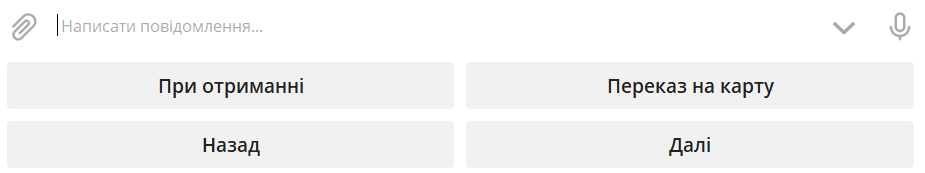 Написати повідомлення...
При отриманні
Переказ на карту
Назад
Далі